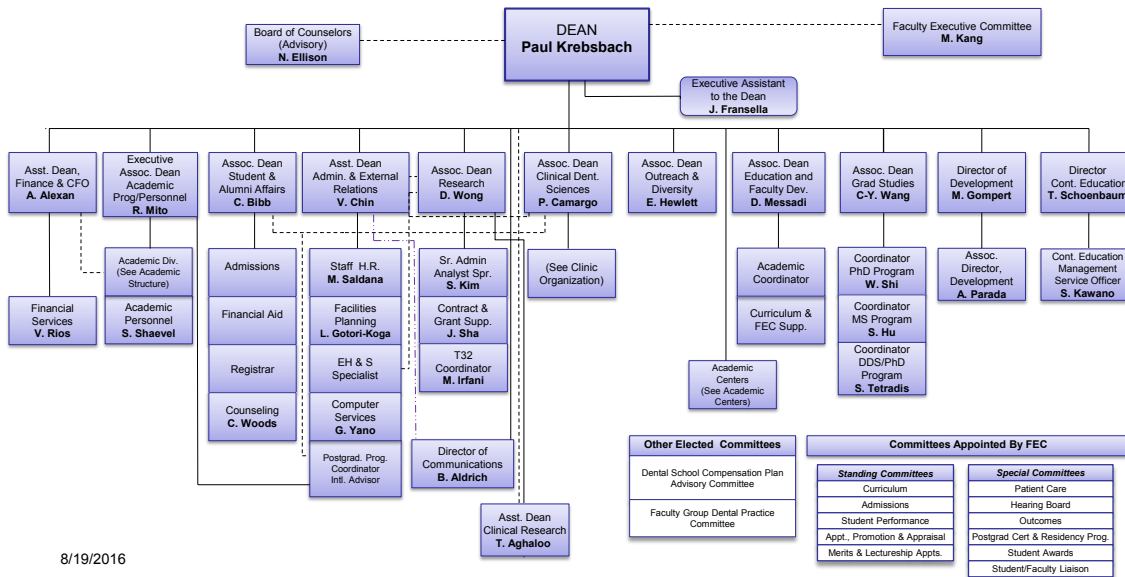 DEAN
Paul Krebsbach
Board of Counselors
(Advisory)
N. Ellison
Faculty Executive Committee
M. Kang
Executive Assistant
to the Dean
J. Fransella
Asst. Dean,
Finance & CFO
A. Alexan
Executive
Assoc. Dean
Academic
Prog/Personnel
R. Mito
Assoc. Dean
Student &
Alumni Affairs
C. Bibb
Asst. Dean
Admin. & External
Relations
V. Chin
Assoc. Dean
Research
D. Wong
Assoc. Dean
Clinical Dent.
Sciences
P. Camargo
Assoc. Dean
Outreach &
Diversity
E. Hewlett
Assoc. Dean
Education and
Faculty Dev.
D. Messadi
Assoc. Dean
Grad Studies
C-Y. Wang
Director of
Development
M. Gompert
Director
Cont. Education
T. Schoenbaum
Financial
Services
V. Rios
Academic Div.
(See Academic
Structure)
Academic
Personnel
S. Shaevel
Admissions
Financial Aid
Registrar
Counseling
C. Woods
Staff H.R.
M. Saldana
Facilities
Planning
L. Gotori-Koga
EH & S
Specialist
Computer
Services
G. Yano
Postgrad. Prog.
Coordinator
Intl. Advisor
Sr. Admin
Analyst Spr.
S. Kim
Contract &
Grant Supp.
J. Sha
T32
Coordinator
M. Irfani
Director of
Communications
B. Aldrich
Asst. Dean
Clinical Research
T. Aghaloo
(See Clinic
Organization)
Academic
Centers
(See Academic
Centers)
Academic
Coordinator
Curriculum &
FEC Supp.
Coordinator
PhD Program
W. Shi
Coordinator
MS Program
S. Hu
Coordinator
DDS/PhD
Program
S. Tetradis
Assoc.
Director,
Development
A. Parada
Cont. Education
Management
Service Officer
S. Kawano
Other Elected Committees
Dental School Compensation Plan
Advisory Committee
Faculty Group Dental Practice
Committee
Committees Appointed By FEC
Standing Committees
Curriculum
Admissions
Student Performance
Appt., Promotion & Appraisal
Merits & Lectureship Appts.
Special Committees
Patient Care
Hearing Board
Outcomes
Postgrad Cert & Residency Prog.
Student Awards
Student/Faculty Liaison
8/19/2016